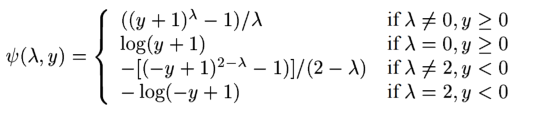 ψ(λ, y) = { ((y + 1)^λ − 1)/λ if λ ≠ 0, y ≥ 0
log(y + 1) if λ = 0, y ≥ 0
−[(−y + 1)^{2−λ} − 1)]/(2 − λ) if λ ≠ 2, y < 0
− log(−y + 1) if λ = 2, y < 0